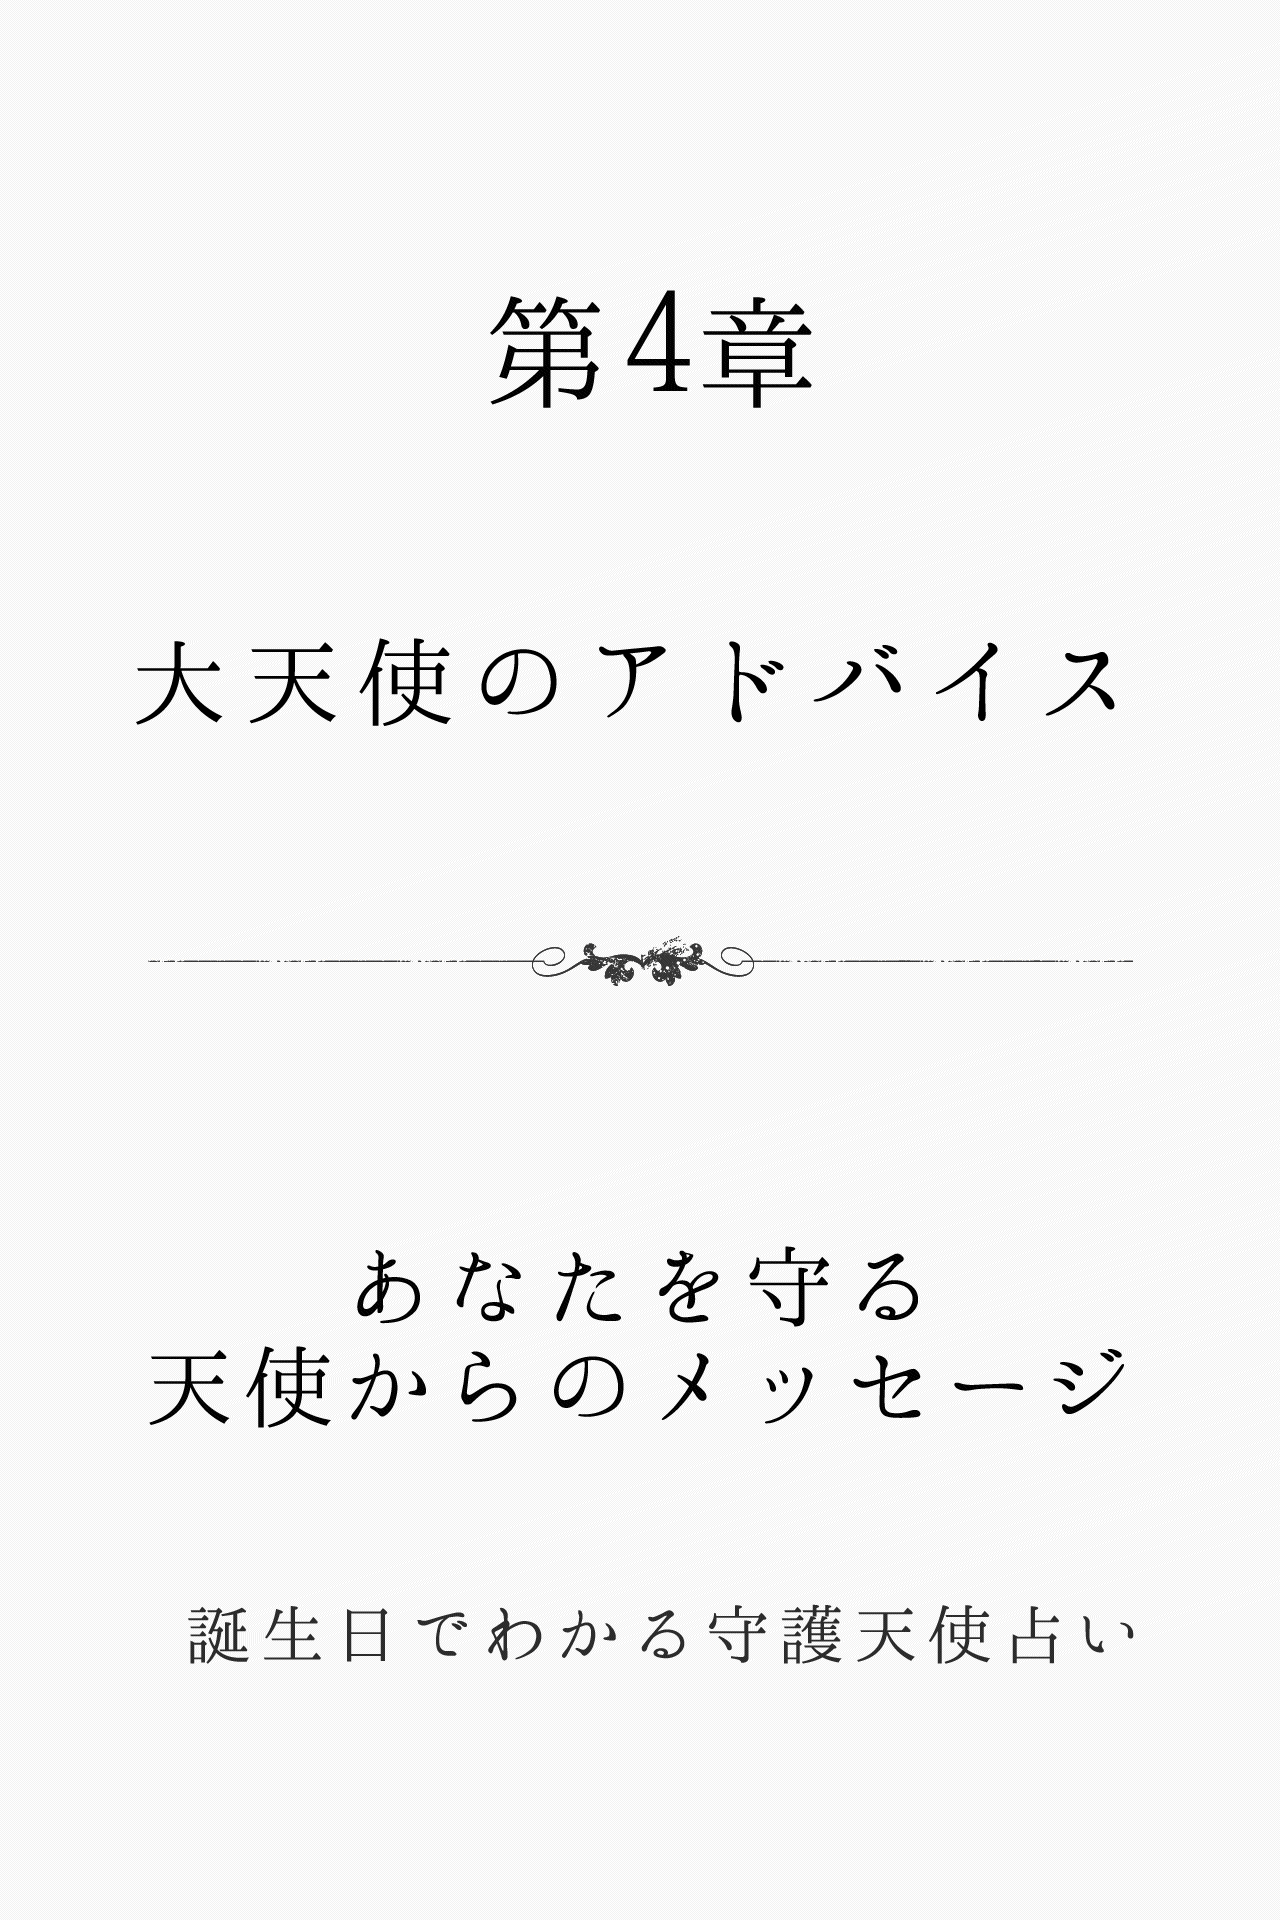 第4章
大天使のアドバイス
あなたを守る
天使からのメッセージ
誕生日でわかる守護天使占い